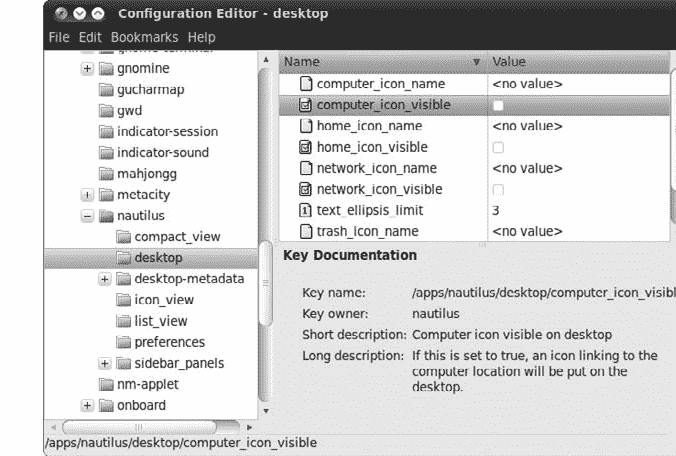 Configuration Editor - desktop
File Edit Bookmarks Help
gnomine
gucharmap
gwd
indicator-session
indicator-sound
mahjongg
metacity
nautilus
compact_view
desktop
desktop-metadata
icon_view
list_view
preferences
sidebar_panels
nm-applet
onboard
Name Value
computer_icon_name <no value>
computer_icon_visible
home_icon_name <no value>
home_icon_visible
network_icon_name <no value>
network_icon_visible
text_ellipsis_limit 3
trash_icon_name <no value>
Key Documentation
Key name: /apps/nautilus/desktop/computer_icon_visibl
Key owner: nautilus
Short description: Computer icon visible on desktop
Long description: If this is set to true, an icon linking to the
computer location will be put on the
desktop.
/apps/nautilus/desktop/computer_icon_visible